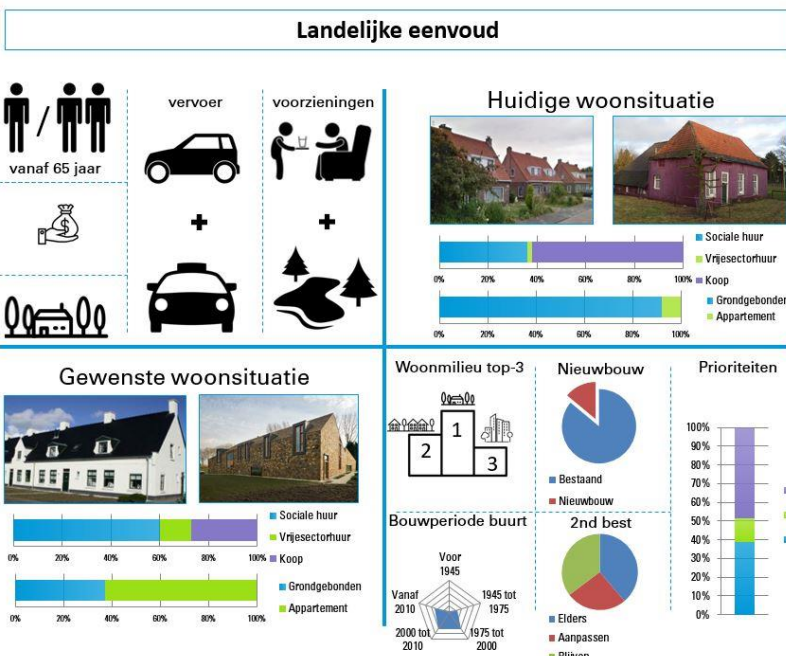 Landelijke eenvoud
vanaf 65 jaar
vervoer
+
voorzieningen
+
Huidige woonsituatie
Sociale huur
Vrijesectorhuur
Koop
0% 20% 40% 60% 80% 100%
Grondgebonden
Appartement
0% 20% 40% 60% 80% 100%
Gewenste woonsituatie
Sociale huur
Vrijesectorhuur
Koop
0% 20% 40% 60% 80% 100%
Grondgebonden
Appartement
0% 20% 40% 60% 80% 100%
Woonmilieu top-3
1
2
3
Nieuwbouw
Bestaand
Nieuwbouw
Bouwperiode buurt
Voor
1945
1945 tot
1975
1975 tot
2000
2000 tot
2010
Vanaf
2010
2nd best
Elders
Aanpassen
Blijven
Prioriteiten
100%
90%
80%
70%
60%
50%
40%
30%
20%
10%
0%